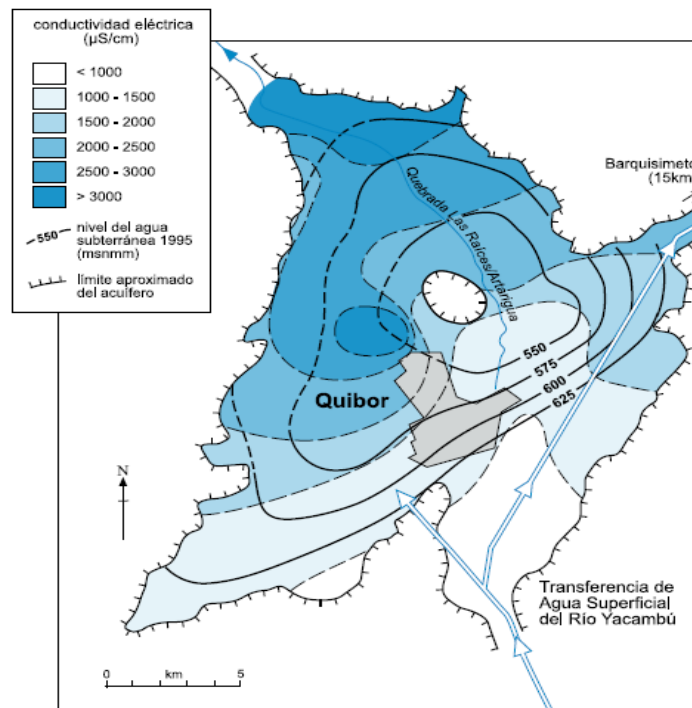 conductividad eléctrica
(µS/cm)
< 1000
1000 - 1500
1500 - 2000
2000 - 2500
2500 - 3000
> 3000
550
nivel del agua
subterránea 1995
(msnmm)
límite aproximado
del acuífero
Quebrada Las Raíces/Artarigua
Barquisimeto
(15km
550
575
600
625
Quibor
N
Transferencia de
Agua Superficial
del Río Yacambú
0 km 5